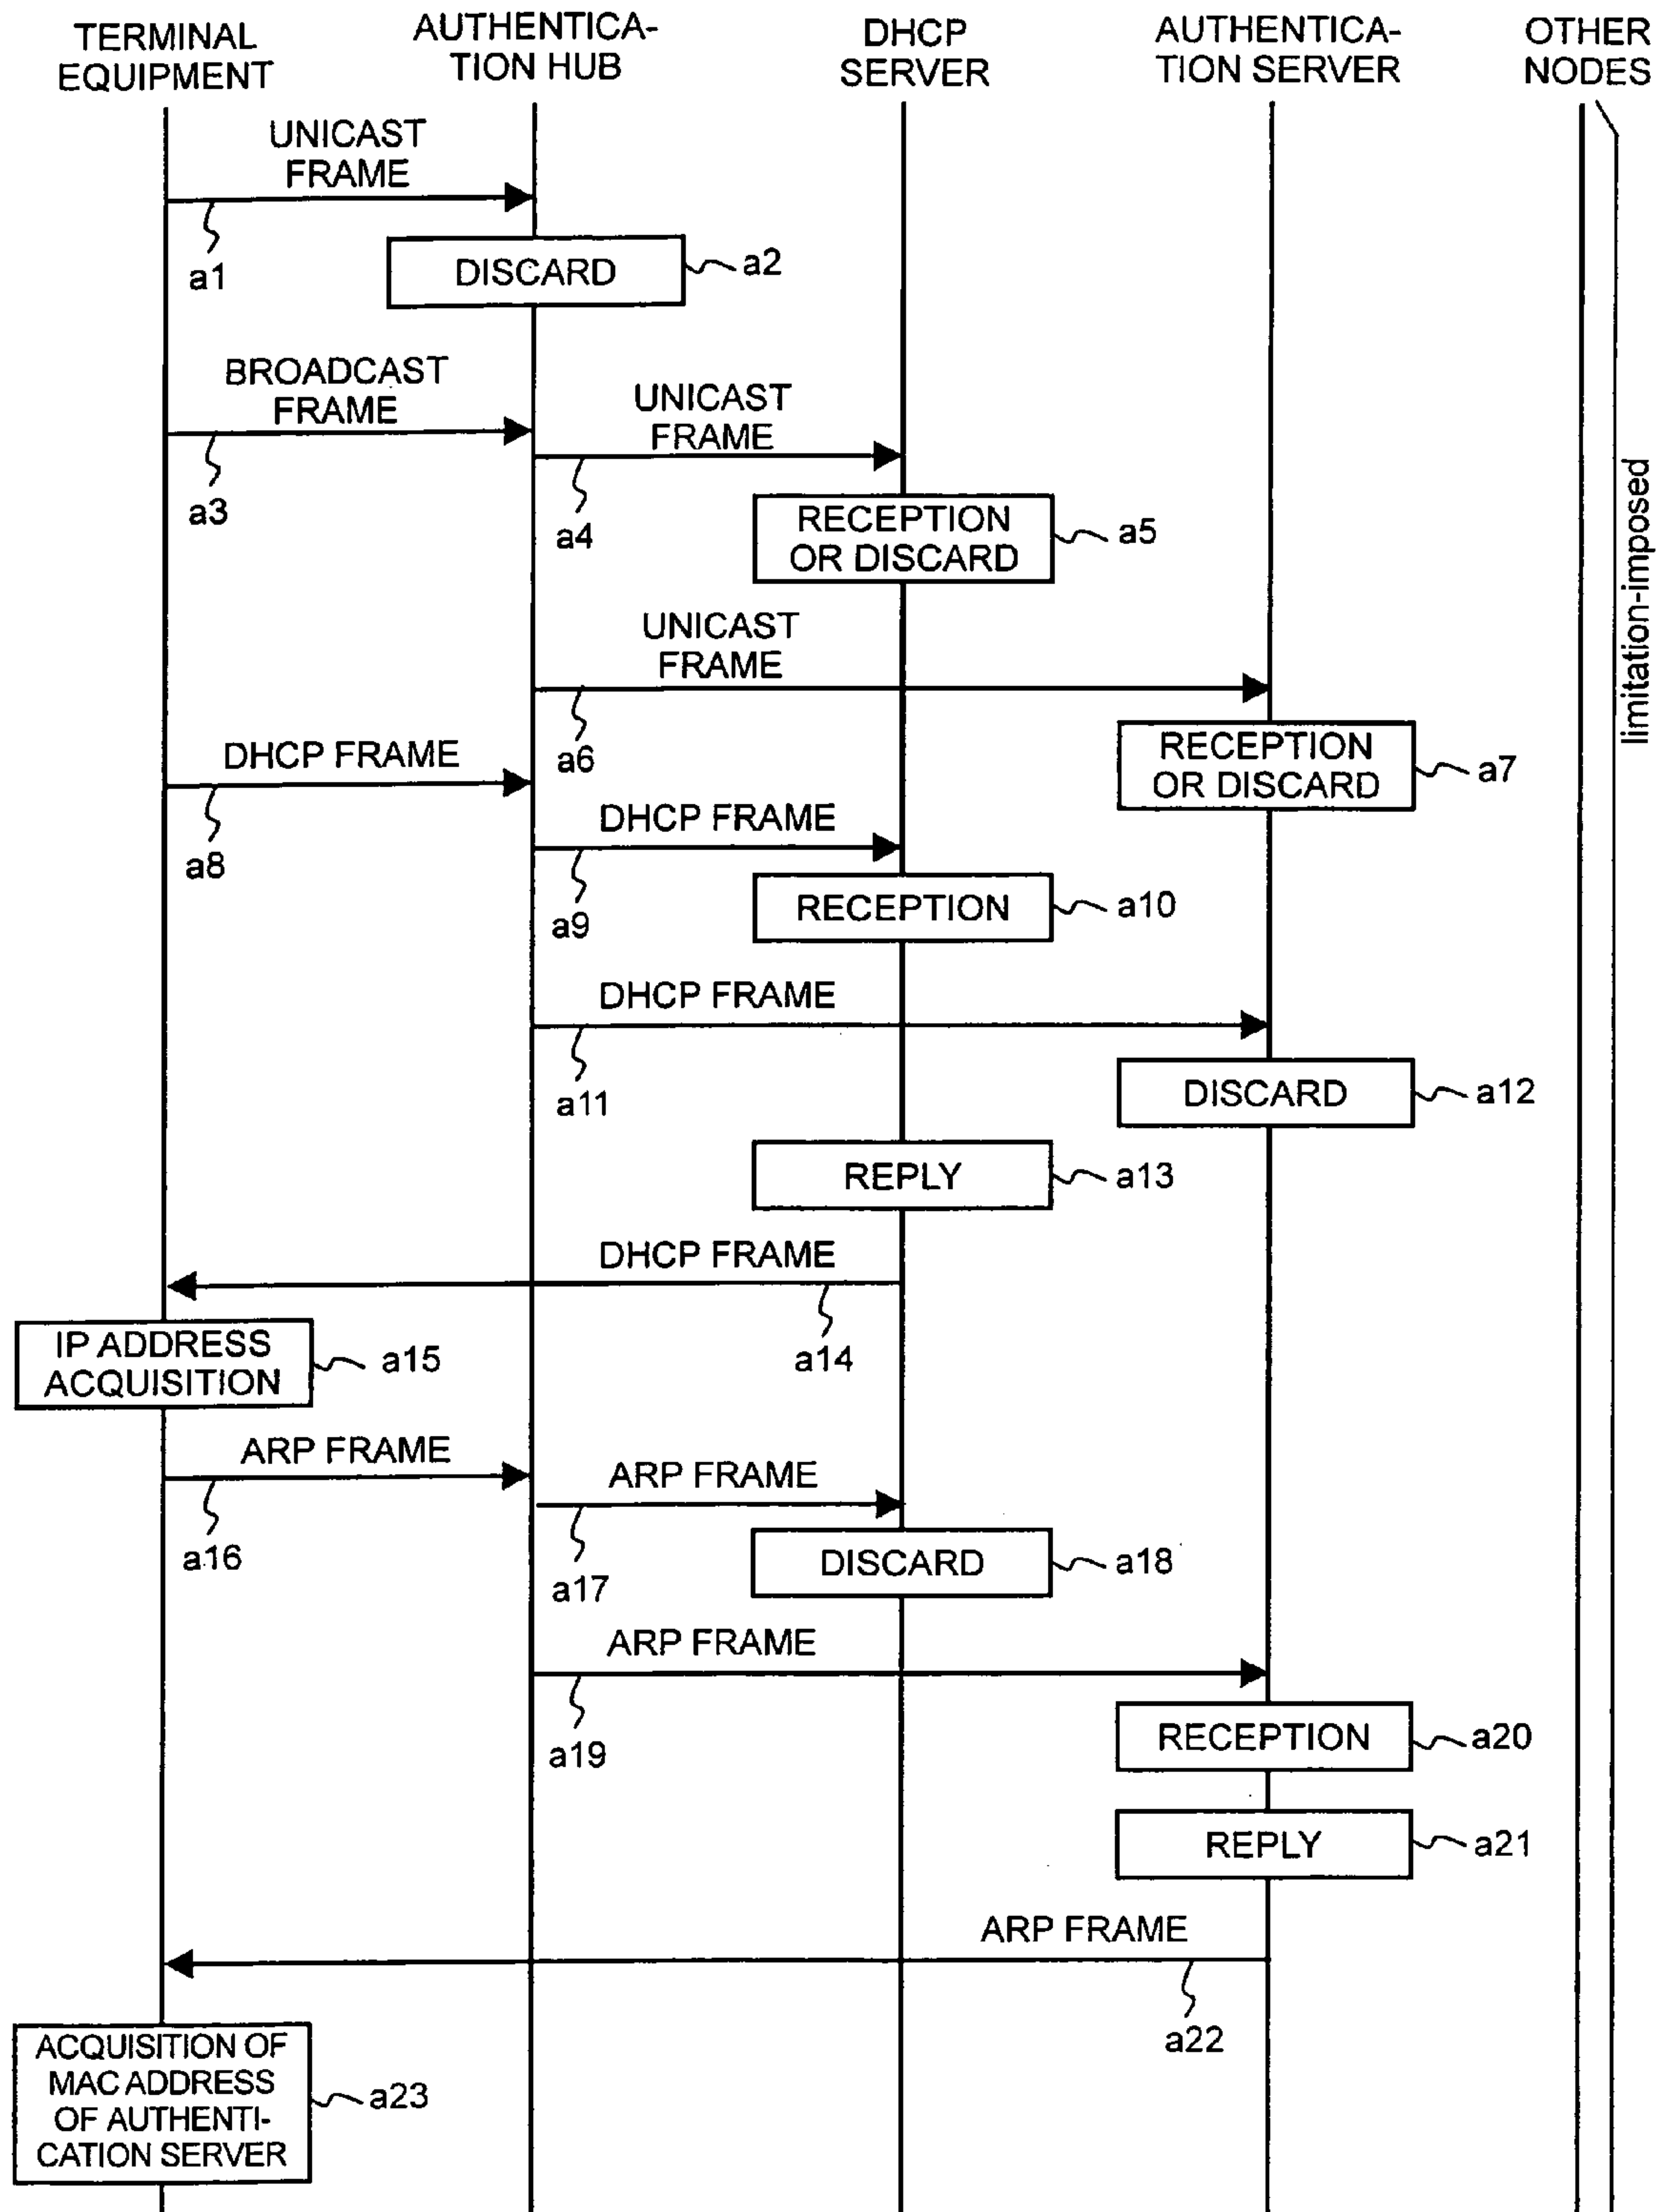 TERMINAL
EQUIPMENT
AUTHENTICA-
TION HUB
DHCP
SERVER
AUTHENTICA-
TION SERVER
OTHER
NODES
UNICAST
FRAME
a1
DISCARD
a2
BROADCAST
FRAME
a3
UNICAST
FRAME
a4
RECEPTION
OR DISCARD
a5
limitation-imposed
UNICAST
FRAME
a6
RECEPTION
OR DISCARD
a7
DHCP FRAME
a8
DHCP FRAME
a9
RECEPTION
a10
DHCP FRAME
a11
DISCARD
a12
REPLY
a13
DHCP FRAME
a14
IP ADDRESS
ACQUISITION
a15
ARP FRAME
a16
ARP FRAME
a17
DISCARD
a18
ARP FRAME
a19
RECEPTION
a20
REPLY
a21
ARP FRAME
a22
ACQUISITION OF
MAC ADDRESS
OF AUTHENTI-
CATION SERVER
a23